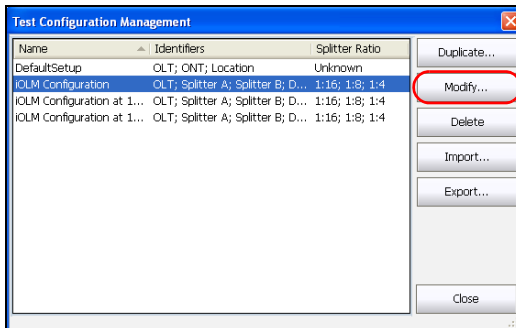 Test Configuration Management
Name Identifiers Splitter Ratio
DefaultSetup OLT; ONT; Location Unknown
iOLM Configuration OLT; Splitter A; Splitter B; D... 1:16; 1:8; 1:4
iOLM Configuration at 1... OLT; Splitter A; Splitter B; D... 1:16; 1:8; 1:4
iOLM Configuration at 1... OLT; Splitter A; Splitter B; D... 1:16; 1:8; 1:4
Duplicate...
Modify...
Delete
Import...
Export...
Close